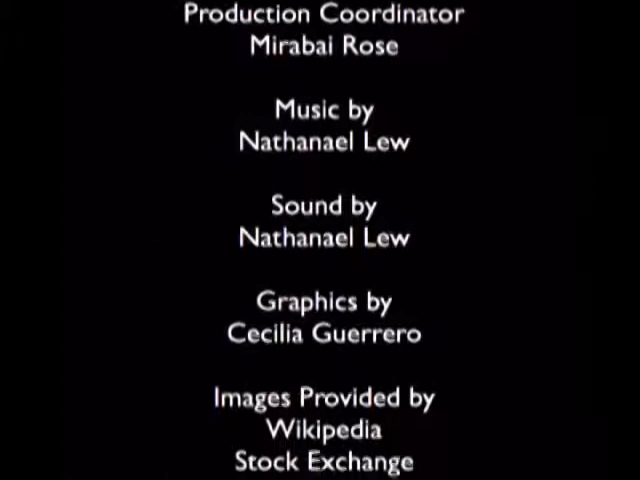 Production Coordinator
Mirabai Rose
Music by
Nathanael Lew
Sound by
Nathanael Lew
Graphics by
Cecilia Guerrero
Images Provided by
Wikipedia
Stock Exchange